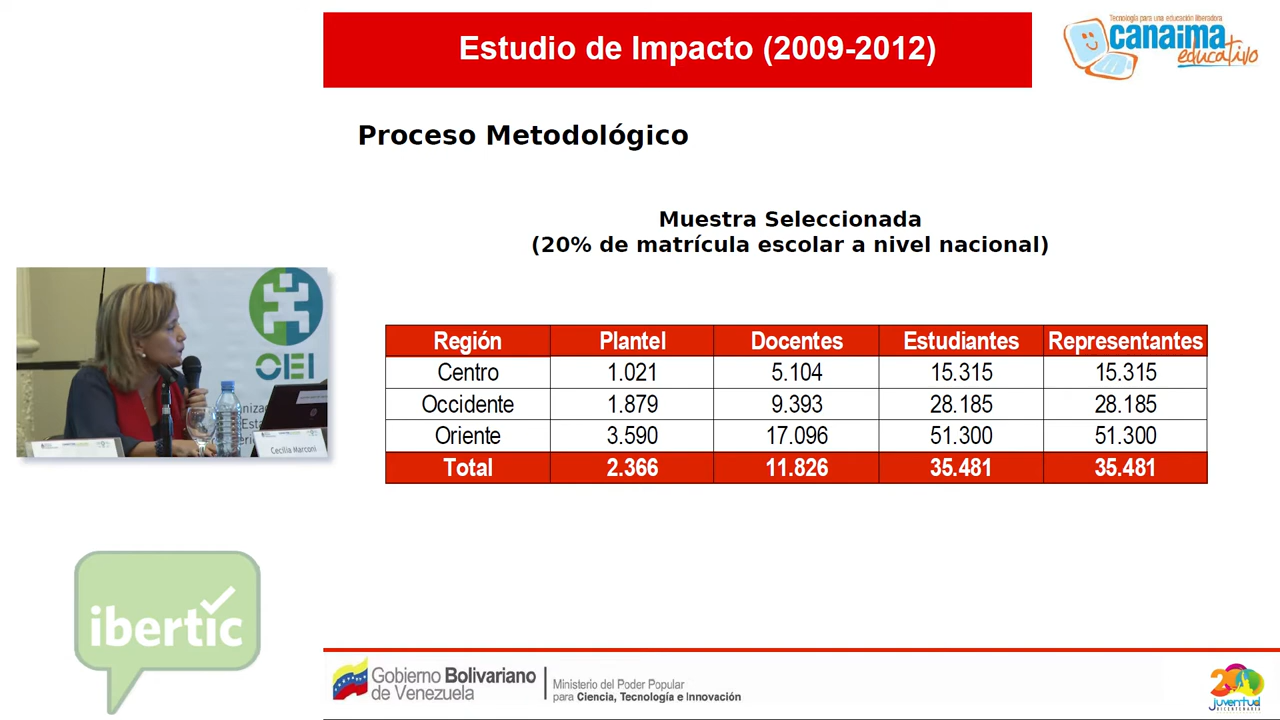 Estudio de Impacto (2009-2012)
Tecnología para una educación liberadora
canaima
educativo
Proceso Metodológico
Muestra Seleccionada
(20% de matrícula escolar a nivel nacional)
Región Plantel Docentes Estudiantes Representantes
Centro 1.021 5.104 15.315 15.315
Occidente 1.879 9.393 28.185 28.185
Oriente 3.590 17.096 51.300 51.300
Total 2.366 11.826 35.481 35.481
OEI
Cecilia Marconi
ibertic
Gobierno Bolivariano
de Venezuela
Ministerio del Poder Popular
para Ciencia, Tecnología e Innovación
200
juventud
BICENTENARIA